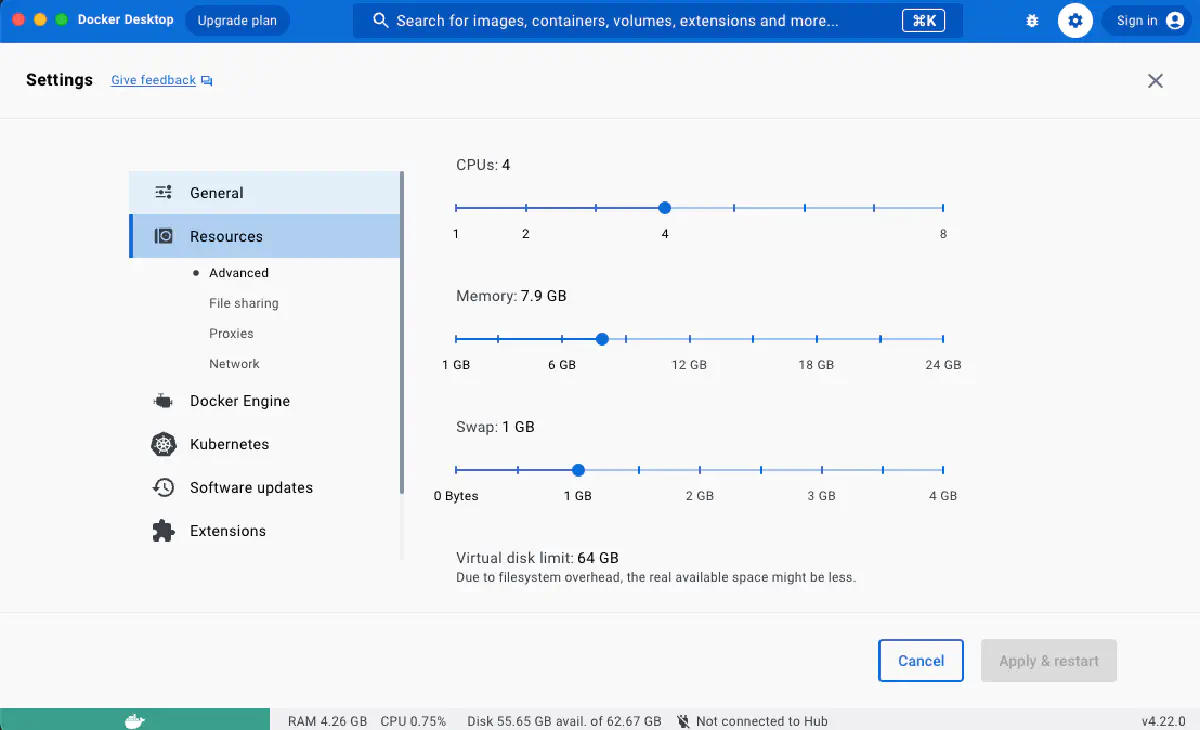 Docker Desktop Upgrade plan Search for images, containers, volumes, extensions and more... ⌘K Sign in
Settings Give feedback
General
Resources
Advanced
File sharing
Proxies
Network
Docker Engine
Kubernetes
Software updates
Extensions
CPUs: 4
1 2 4 8
Memory: 7.9 GB
1 GB 6 GB 12 GB 18 GB 24 GB
Swap: 1 GB
0 Bytes 1 GB 2 GB 3 GB 4 GB
Virtual disk limit: 64 GB
Due to filesystem overhead, the real available space might be less.
Cancel Apply & restart
RAM 4.26 GB CPU 0.75% Disk 55.65 GB avail. of 62.67 GB Not connected to Hub v4.22.0